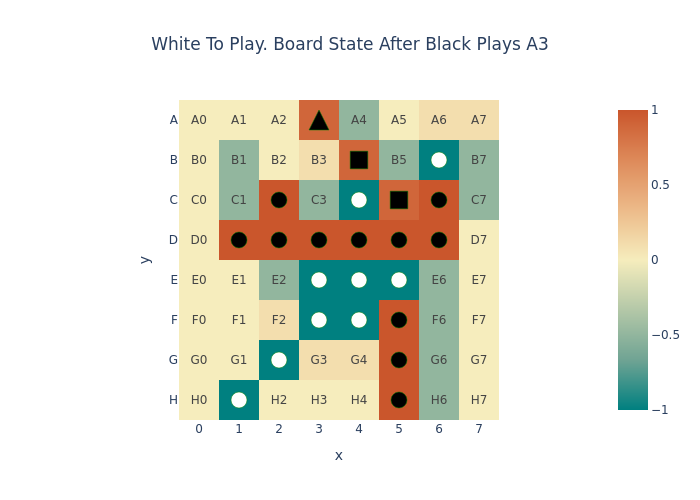 White To Play. Board State After Black Plays A3
A A0 A1 A2 A4 A5 A6 A7
B B0 B1 B2 B3 B5 B7
C C0 C1 C3 C7
D D0 D7
E E0 E1 E2 E6 E7
F F0 F1 F2 F6 F7
G G0 G1 G3 G4 G6 G7
H H0 H2 H3 H4 H6 H7
0 1 2 3 4 5 6 7
x
y
1
0.5
0
−0.5
−1